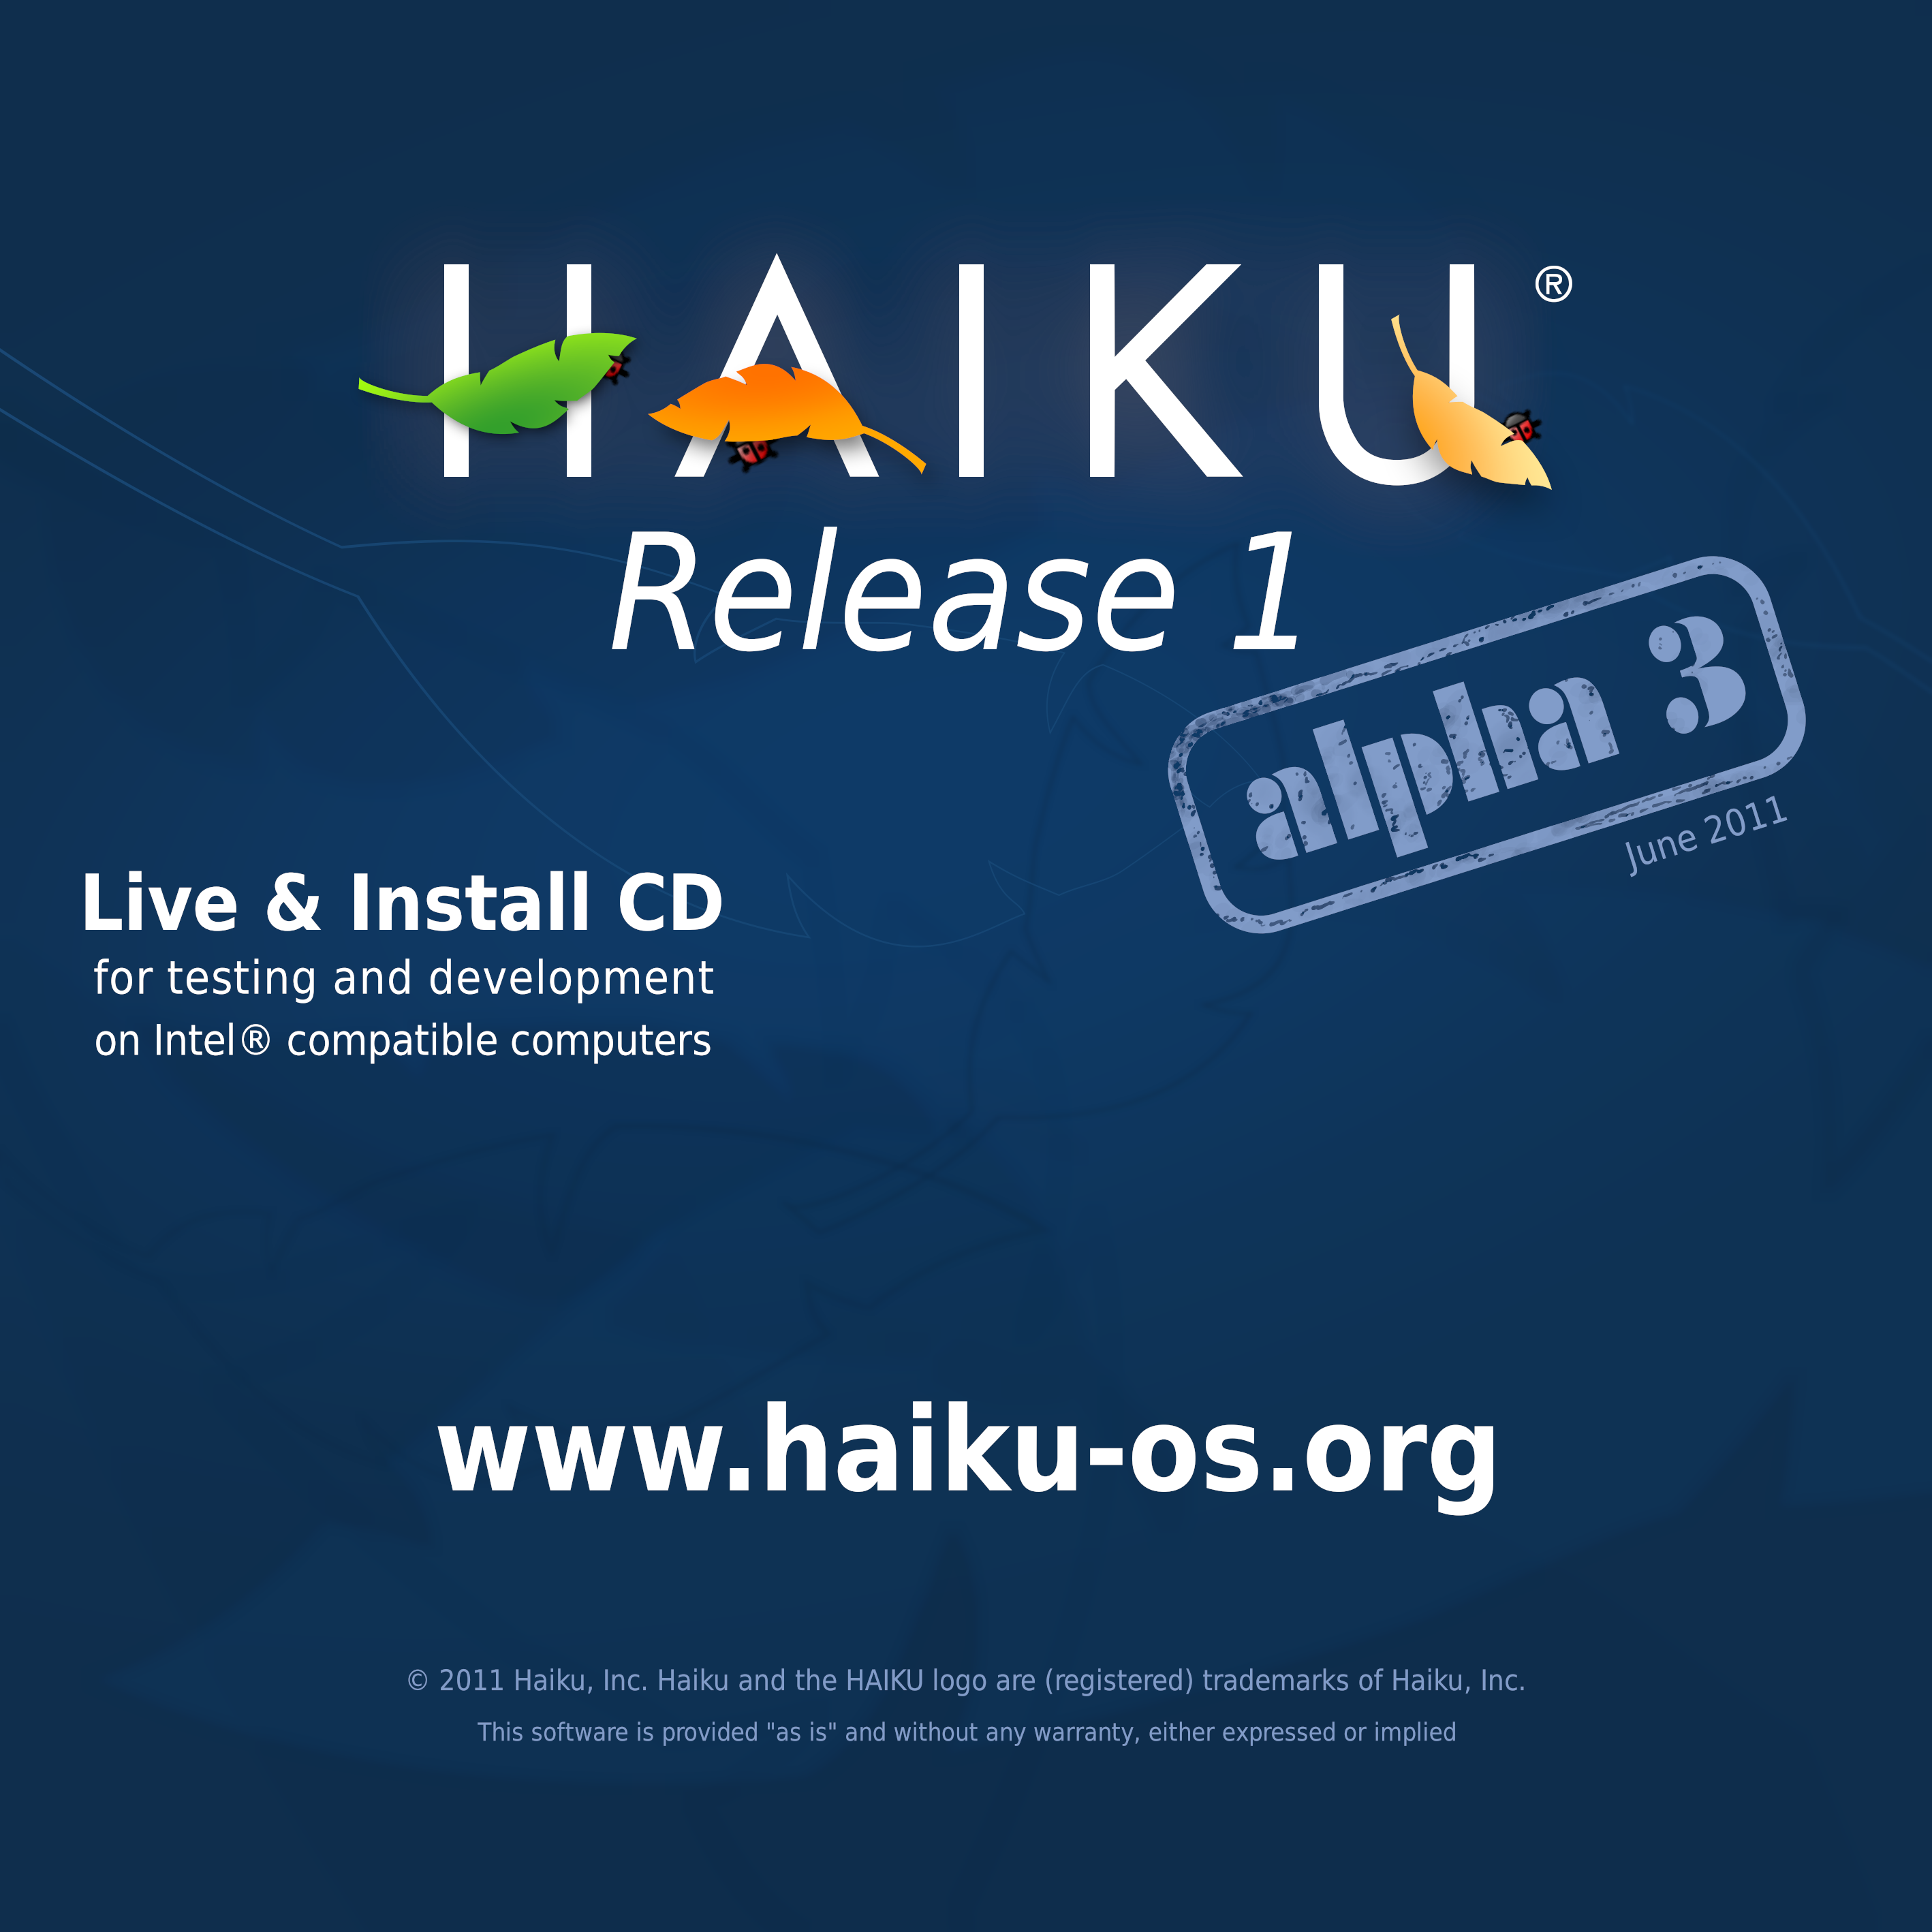 HAIKU®
Release 1
alpha 3
June 2011
Live & Install CD
for testing and development
on Intel® compatible computers
www.haiku-os.org
© 2011 Haiku, Inc. Haiku and the HAIKU logo are (registered) trademarks of Haiku, Inc.
This software is provided "as is" and without any warranty, either expressed or implied